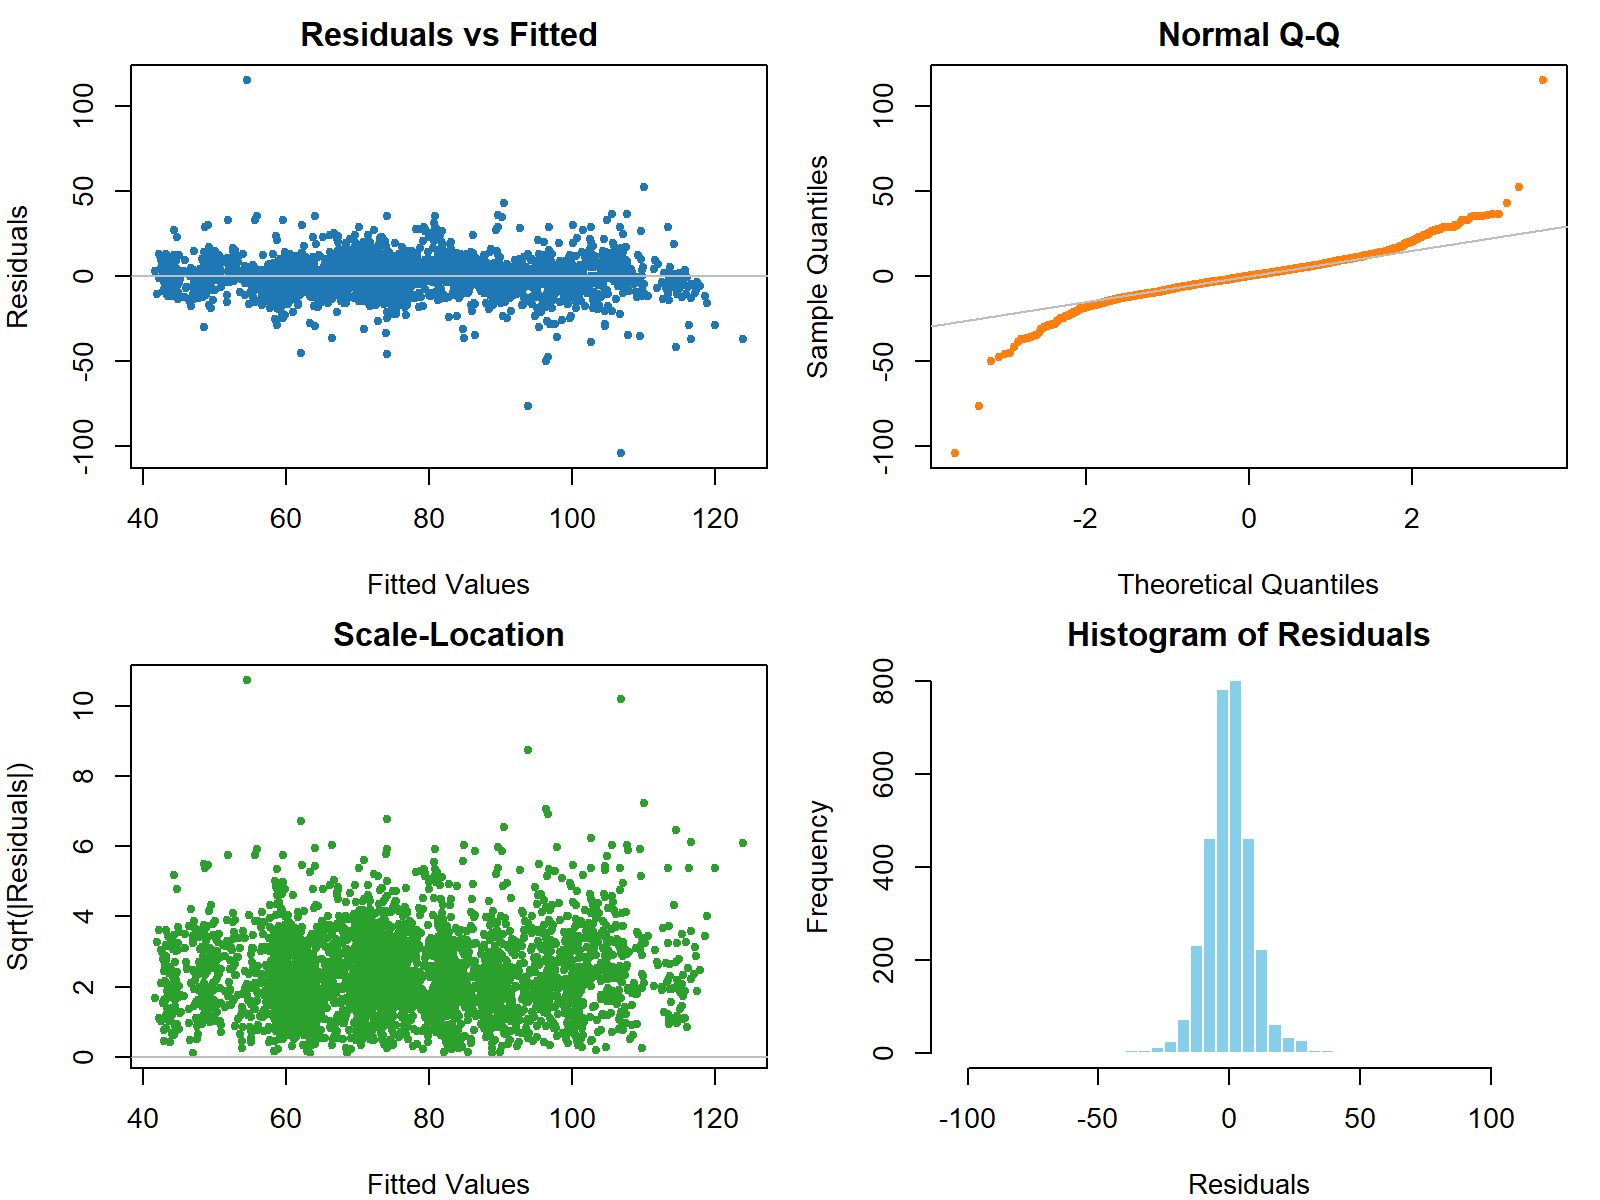 Residuals vs Fitted
Residuals
100
50
0
-50
-100
40 60 80 100 120
Fitted Values
Normal Q-Q
Sample Quantiles
100
50
0
-50
-100
-2 0 2
Theoretical Quantiles
Scale-Location
Sqrt(|Residuals|)
10
8
6
4
2
0
40 60 80 100 120
Fitted Values
Histogram of Residuals
Frequency
800
600
400
200
0
-100 -50 0 50 100
Residuals